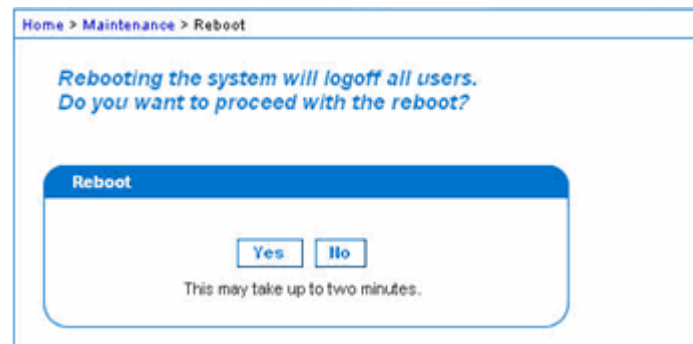 Home > Maintenance > Reboot
Rebooting the system will logoff all users.
Do you want to proceed with the reboot?
Reboot
Yes No
This may take up to two minutes.